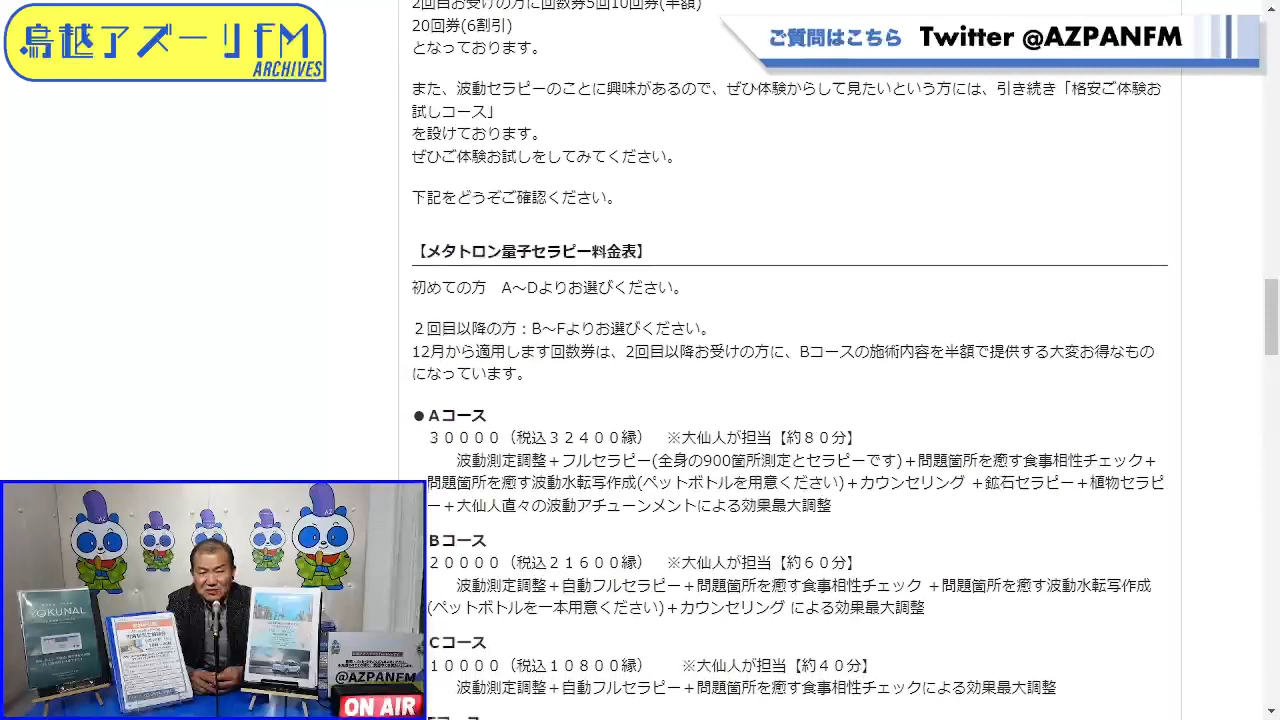 鳥越アズーリFM
ARCHIVES
ご質問はこちら Twitter @AZPANFM
2回目お受けの方に回数券5回10回券(半額)
20回券(6割引)
となっております。
また、波動セラピーのことに興味があるので、ぜひ体験からして見たいという方には、引き続き「格安ご体験お
試しコース」
を設けております。
ぜひご体験お試しをしてみてください。
下記をどうぞご確認ください。
【メタトロン量子セラピー料金表】
初めての方　A～Dよりお選びください。
２回目以降の方：B～Fよりお選びください。
12月から適用します回数券は、2回目以降お受けの方に、Bコースの施術内容を半額で提供する大変お得なもの
になっています。
●Ａコース
３００００（税込３２４００縁）　※大仙人が担当【約８０分】
波動測定調整＋フルセラピー(全身の900箇所測定とセラピーです)＋問題箇所を癒す食事相性チェック＋
問題箇所を癒す波動水転写作成(ペットボトルを用意ください)＋カウンセリング ＋鉱石セラピー＋植物セラピ
ー＋大仙人直々の波動アチューンメントによる効果最大調整
Ｂコース
２００００（税込２１６００縁）　※大仙人が担当【約６０分】
波動測定調整＋自動フルセラピー＋問題箇所を癒す食事相性チェック ＋問題箇所を癒す波動水転写作成
(ペットボトルを一本用意ください)＋カウンセリング による効果最大調整
Ｃコース
１００００（税込１０８００縁）　　※大仙人が担当【約４０分】
波動測定調整＋自動フルセラピー＋問題箇所を癒す食事相性チェックによる効果最大調整
@AZPANFM
ON AIR